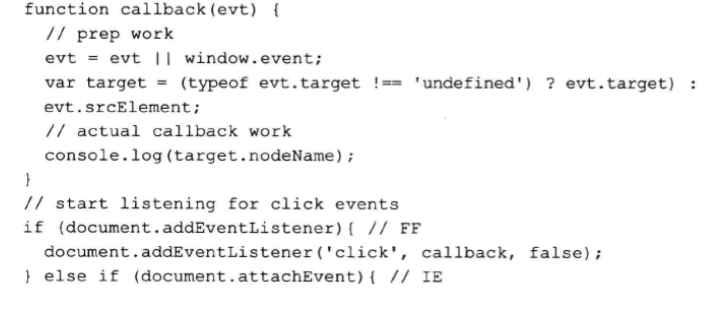 function callback(evt) {
// prep work
evt = evt || window.event;
var target = (typeof evt.target !== 'undefined') ? evt.target) :
evt.srcElement;
// actual callback work
console.log(target.nodeName);
}
// start listening for click events
if (document.addEventListener){ // FF
document.addEventListener('click', callback, false);
} else if (document.attachEvent){ // IE